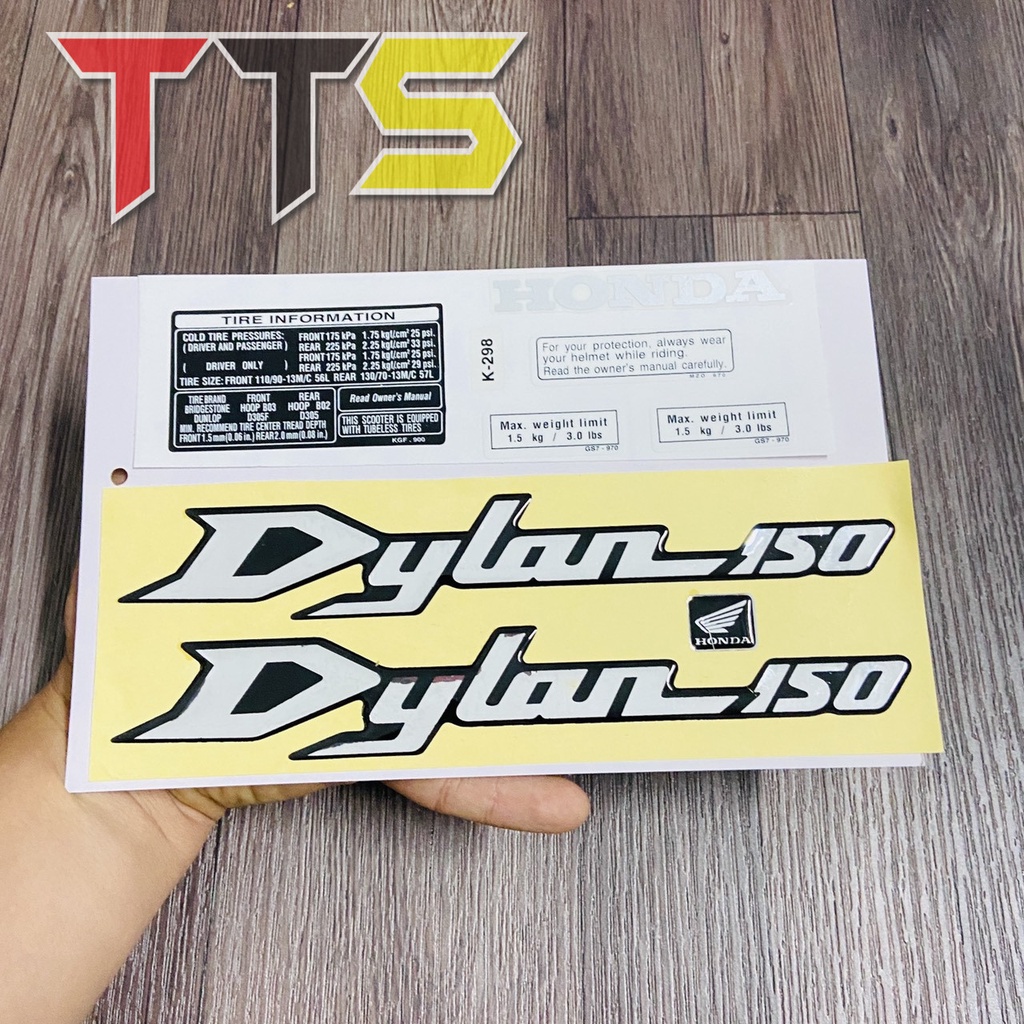 TTS
HONDA
TIRE INFORMATION
COLD TIRE PRESSURES: FRONT 175 kPa 1.75 kgf/cm² 25 psi.
( DRIVER AND PASSENGER ) REAR 225 kPa 2.25 kgf/cm² 33 psi.
FRONT 175 kPa 1.75 kgf/cm² 25 psi.
( DRIVER ONLY ) REAR 225 kPa 2.25 kgf/cm² 29 psi.
TIRE SIZE: FRONT 110/90-13M/C 56L REAR 130/70-13M/C 57L
TIRE BRAND FRONT REAR
BRIDGESTONE HOOP B03 HOOP B02
DUNLOP D305F D305
MIN. RECOMMEND TIRE CENTER TREAD DEPTH
FRONT 1.5mm (0.06 in.) REAR 2.0mm (0.08 in.)
Read Owner's Manual
THIS SCOOTER IS EQUIPPED
WITH TUBELESS TIRES
KGF - 900
K-298
For your protection, always wear
your helmet while riding.
Read the owner's manual carefully.
Max. weight limit
1.5 kg / 3.0 lbs
GS7 - 970
Max. weight limit
1.5 kg / 3.0 lbs
GS7 - 970
Dylan 150
HONDA
Dylan 150